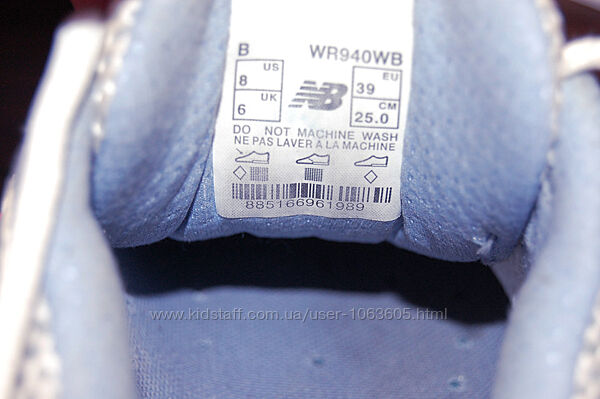 B WR940WB
US EU
8 39
UK CM
6 NB 25.0
DO NOT MACHINE WASH
NE PAS LAVER A LA MACHINE
885166961989
www.kidstaff.com.ua/user-1063605.html